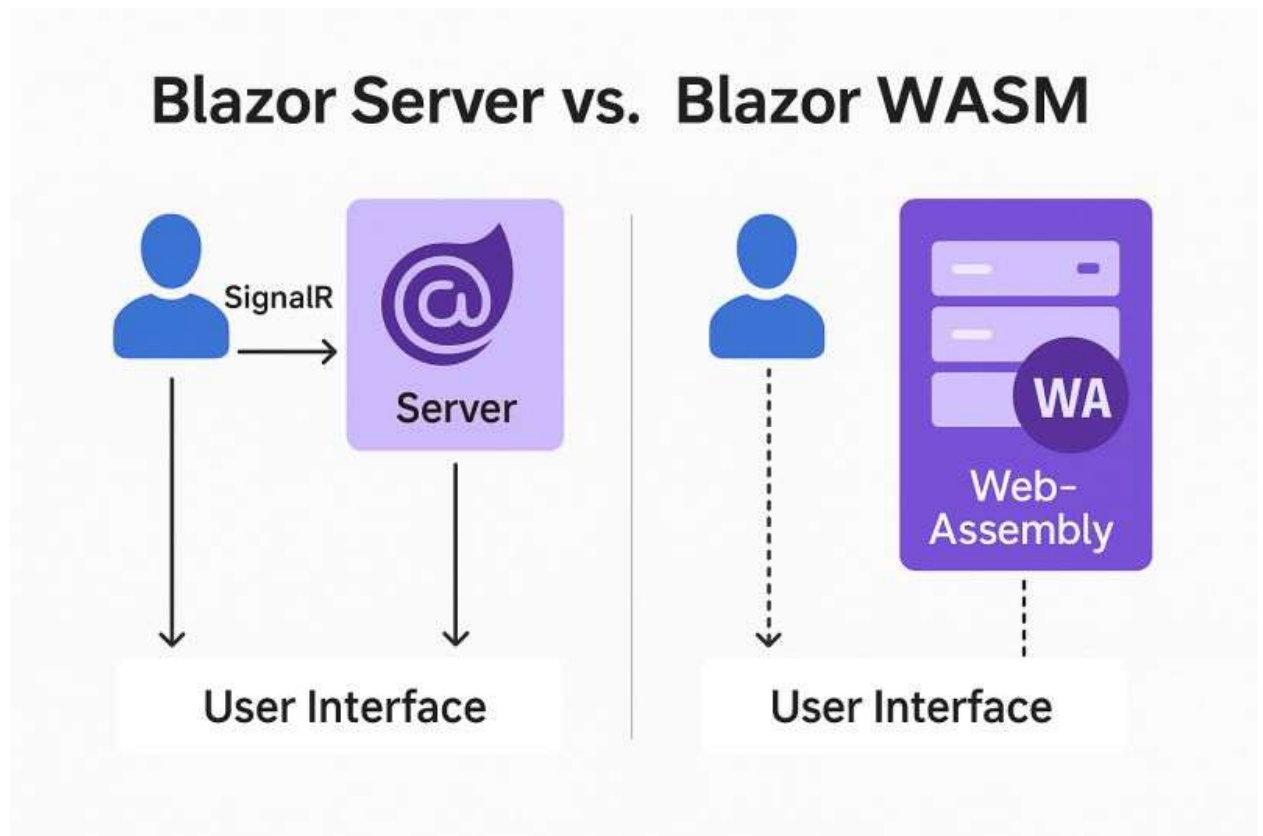 Blazor Server vs. Blazor WASM
SignalR
@
Server
User Interface
WA
Web-
Assembly
User Interface